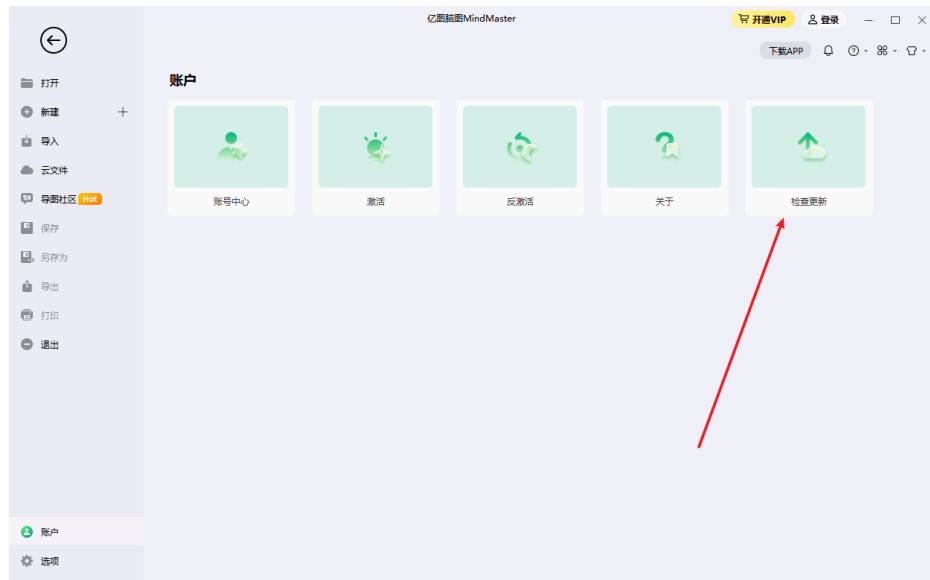 亿图脑图MindMaster
开通VIP
登录
下载APP
打开
新建
导入
云文件
导图社区 Hot
保存
另存为
导出
打印
退出
账户
选项
账户
账号中心
激活
反激活
关于
检查更新